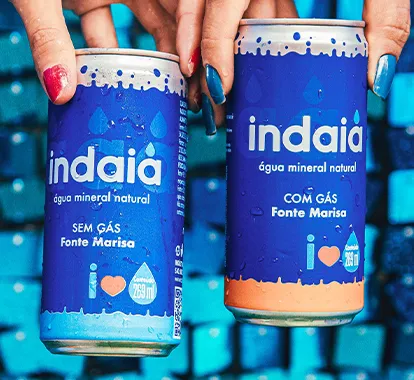 indaiá
água mineral natural
SEM GÁS
Fonte Marisa
i
269 ml
indaiá
água mineral natural
COM GÁS
Fonte Marisa
i
269 ml